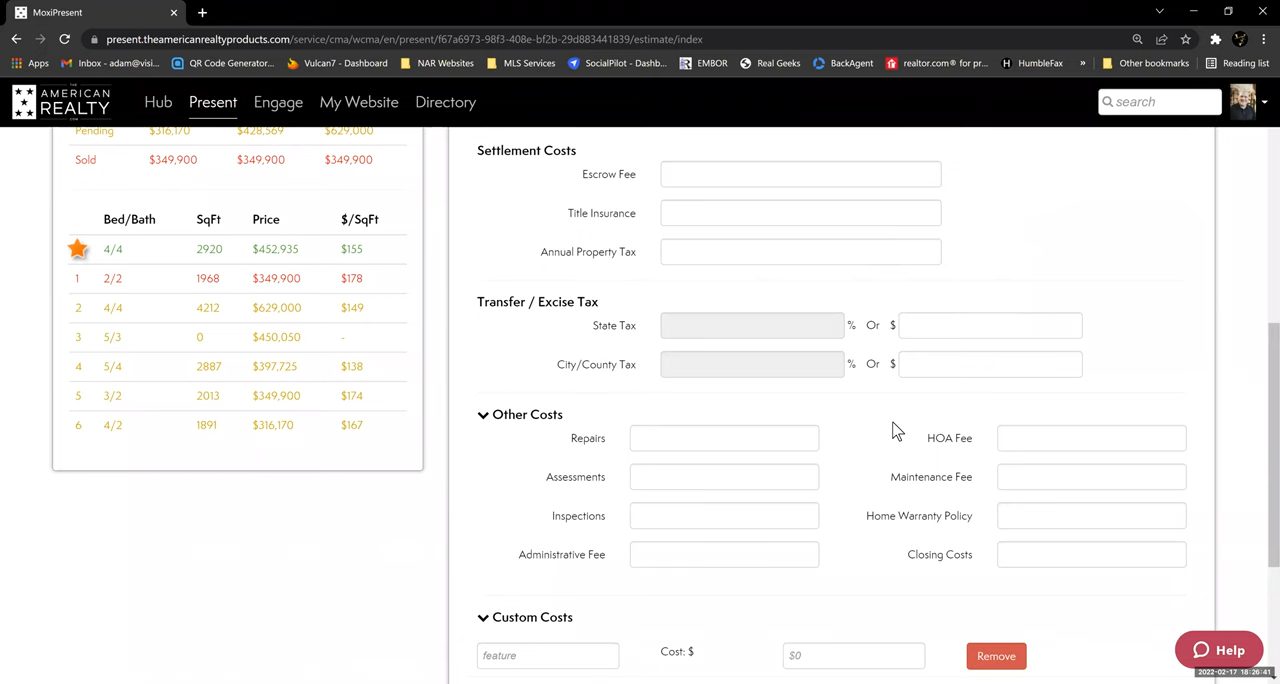 MoxiPresent
present.theamericanrealtyproducts.com/service/cma/wcma/en/present/f67a6973-98f3-408e-bf2b-29d883441839/estimate/index
Apps Inbox - adam@visi... QR Code Generator... Vulcan7 - Dashboard NAR Websites MLS Services SocialPilot - Dashb... EMBOR Real Geeks BackAgent realtor.com® for pr... HumbleFax » Other bookmarks Reading list
THE
AMERICAN
REALTY
.COM
Hub Present Engage My Website Directory search
Pending $316,170 $428,569 $629,000
Sold $349,900 $349,900 $349,900
Bed/Bath SqFt Price $/SqFt
4/4 2920 $452,935 $155
1 2/2 1968 $349,900 $178
2 4/4 4212 $629,000 $149
3 5/3 0 $450,050 -
4 5/4 2887 $397,725 $138
5 3/2 2013 $349,900 $174
6 4/2 1891 $316,170 $167
Settlement Costs
Escrow Fee
Title Insurance
Annual Property Tax
Transfer / Excise Tax
State Tax % Or $
City/County Tax % Or $
Other Costs
Repairs HOA Fee
Assessments Maintenance Fee
Inspections Home Warranty Policy
Administrative Fee Closing Costs
Custom Costs
feature Cost: $ $0 Remove
Help
2022-02-17 18:26:41